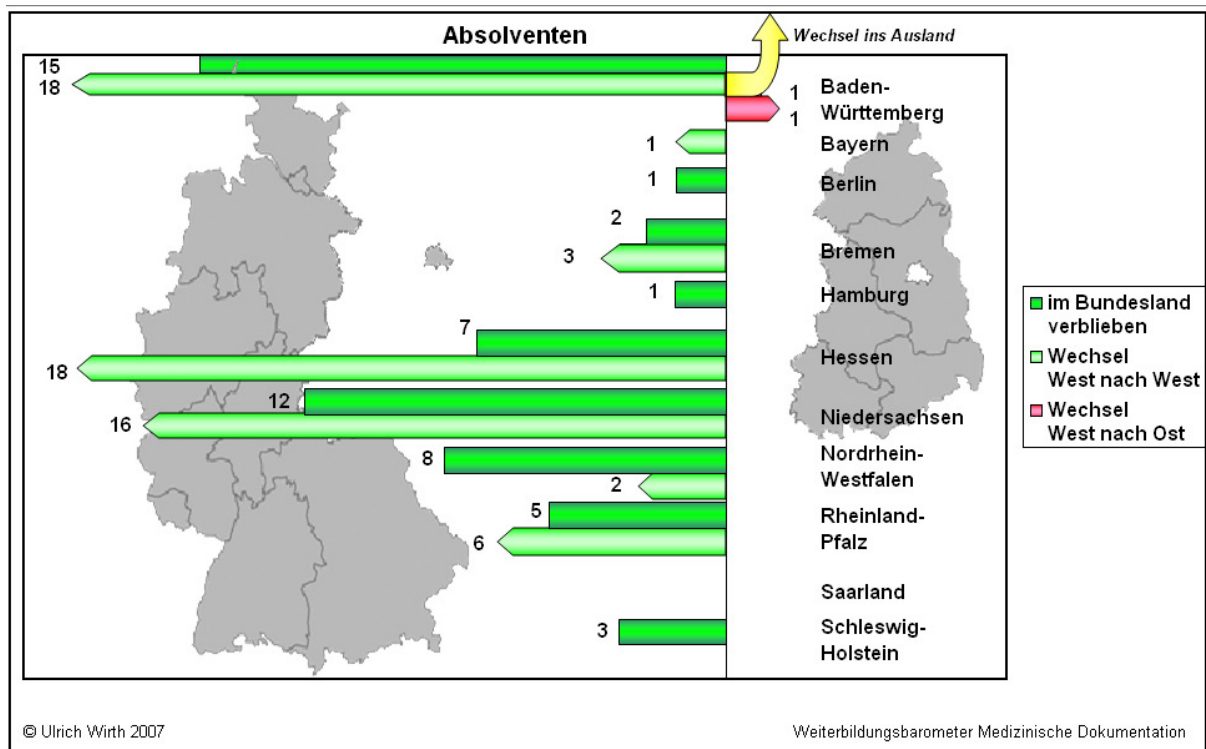 Absolventen
Wechsel ins Ausland
15
18
1
1
Baden-
Württemberg
1
Bayern
1
Berlin
2
3
Bremen
1
Hamburg
7
18
Hessen
12
16
Niedersachsen
8
2
Nordrhein-
Westfalen
5
6
Rheinland-
Pfalz
Saarland
3
Schleswig-
Holstein
im Bundesland
verblieben
Wechsel
West nach West
Wechsel
West nach Ost
© Ulrich Wirth 2007
Weiterbildungsbarometer Medizinische Dokumentation